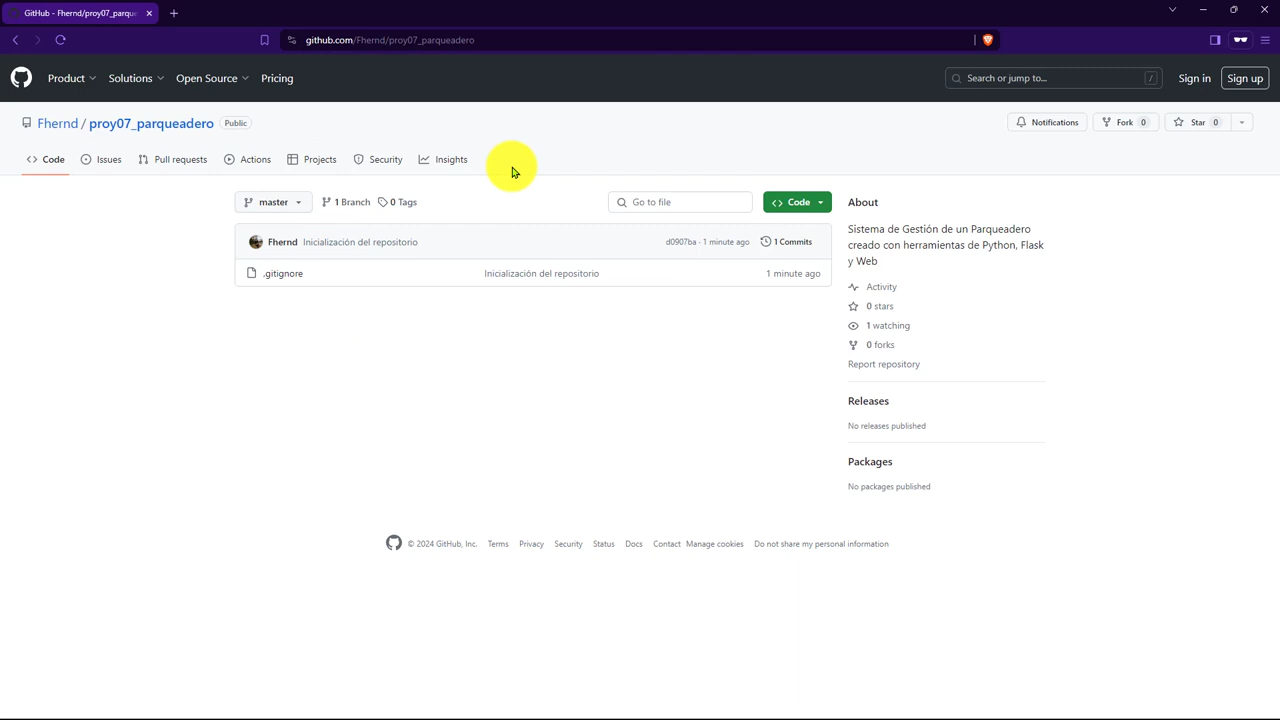 GitHub - Fhernd/proy07_parque
github.com/Fhernd/proy07_parqueadero
Product
Solutions
Open Source
Pricing
Search or jump to...
/
Sign in
Sign up
Fhernd / proy07_parqueadero
Public
Notifications
Fork 0
Star 0
Code
Issues
Pull requests
Actions
Projects
Security
Insights
master
1 Branch
0 Tags
Go to file
Code
Fhernd Inicialización del repositorio
d0907ba · 1 minute ago
1 Commits
.gitignore
Inicialización del repositorio
1 minute ago
About
Sistema de Gestión de un Parqueadero
creado con herramientas de Python, Flask
y Web
Activity
0 stars
1 watching
0 forks
Report repository
Releases
No releases published
Packages
No packages published
© 2024 GitHub, Inc.
Terms
Privacy
Security
Status
Docs
Contact
Manage cookies
Do not share my personal information